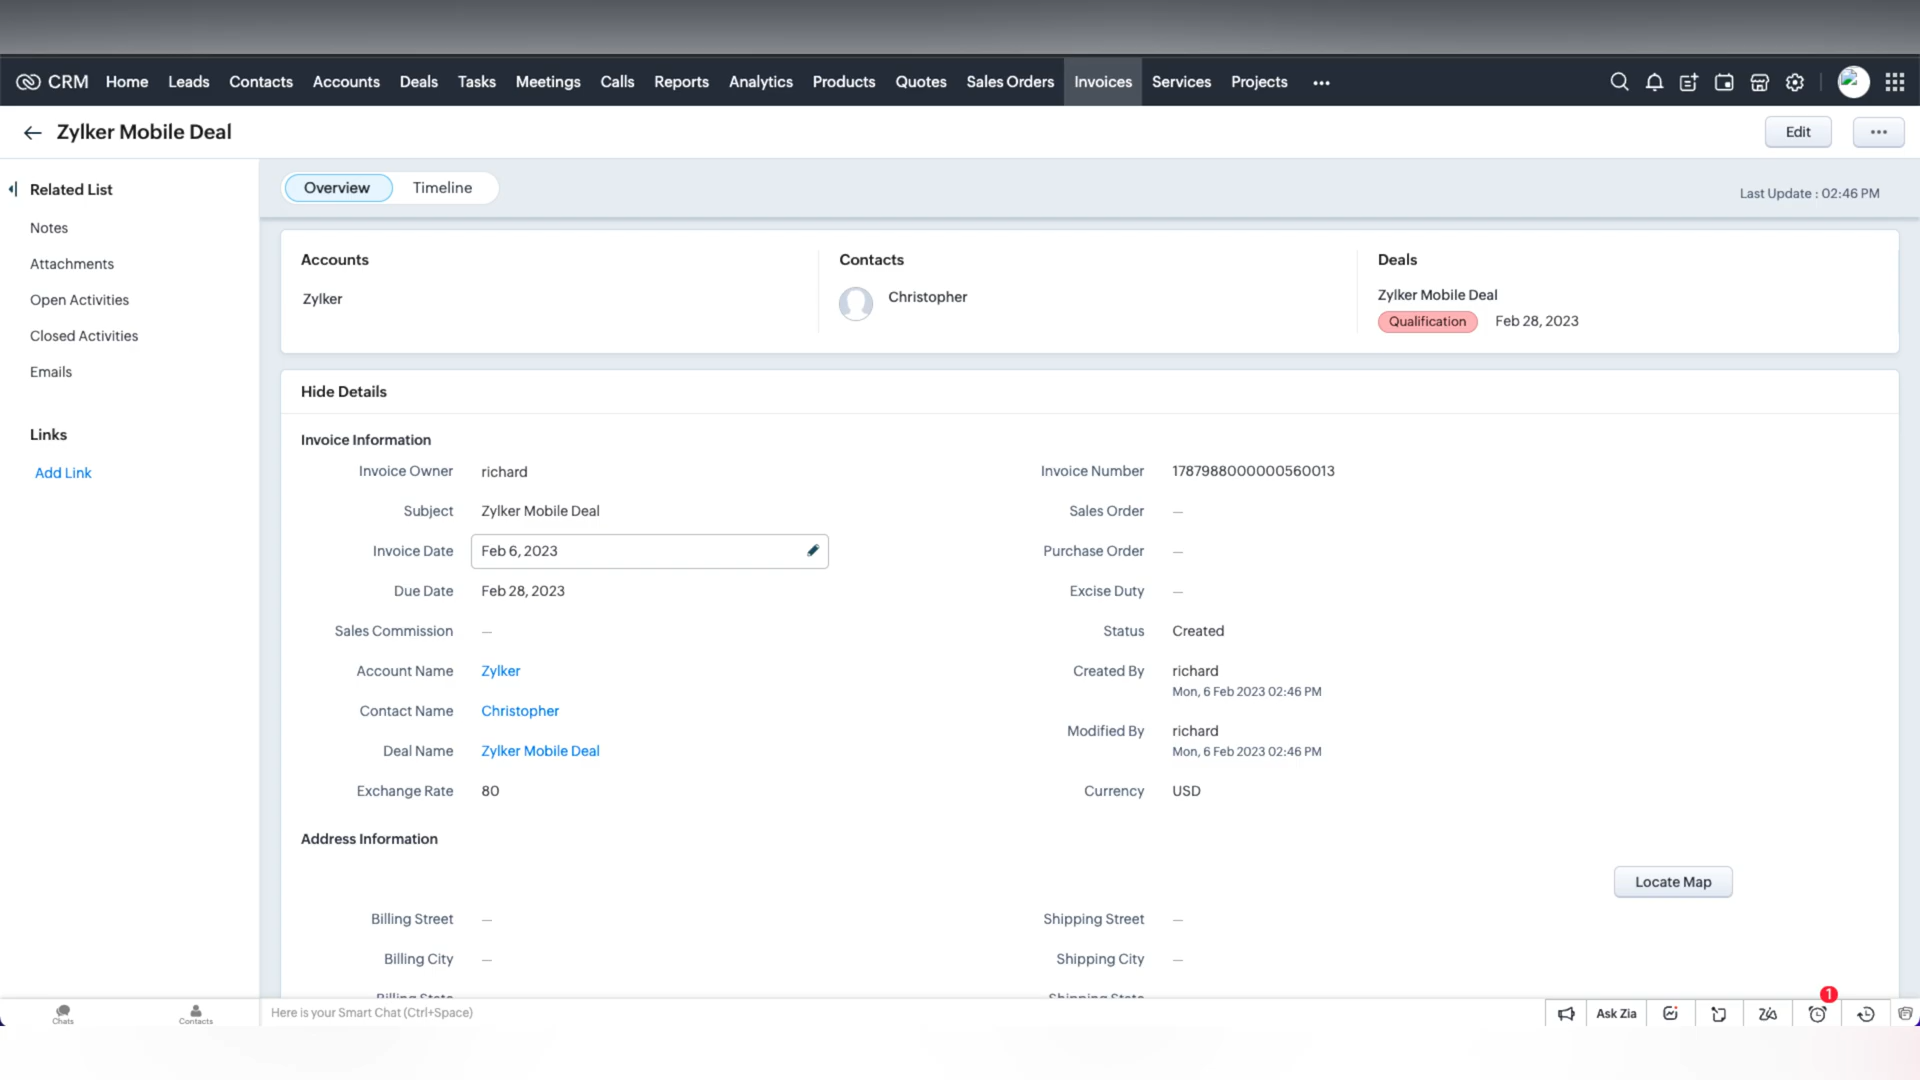 CRM Home Leads Contacts Accounts Deals Tasks Meetings Calls Reports Analytics Products Quotes Sales Orders Invoices Services Projects
Zylker Mobile Deal
Edit
Related List
Notes
Attachments
Open Activities
Closed Activities
Emails
Links
Add Link
Overview Timeline
Last Update : 02:46 PM
Accounts
Zylker
Contacts
Christopher
Deals
Zylker Mobile Deal
Qualification Feb 28, 2023
Hide Details
Invoice Information
Invoice Owner richard
Invoice Number 1787988000000560013
Subject Zylker Mobile Deal
Sales Order —
Invoice Date Feb 6, 2023
Purchase Order —
Due Date Feb 28, 2023
Excise Duty —
Sales Commission —
Status Created
Account Name Zylker
Created By richard
Mon, 6 Feb 2023 02:46 PM
Contact Name Christopher
Modified By richard
Mon, 6 Feb 2023 02:46 PM
Deal Name Zylker Mobile Deal
Exchange Rate 80
Currency USD
Address Information
Locate Map
Billing Street —
Shipping Street —
Billing City —
Shipping City —
Billing State
Shipping State
Chats
Contacts
Here is your Smart Chat (Ctrl+Space)
Ask Zia
1